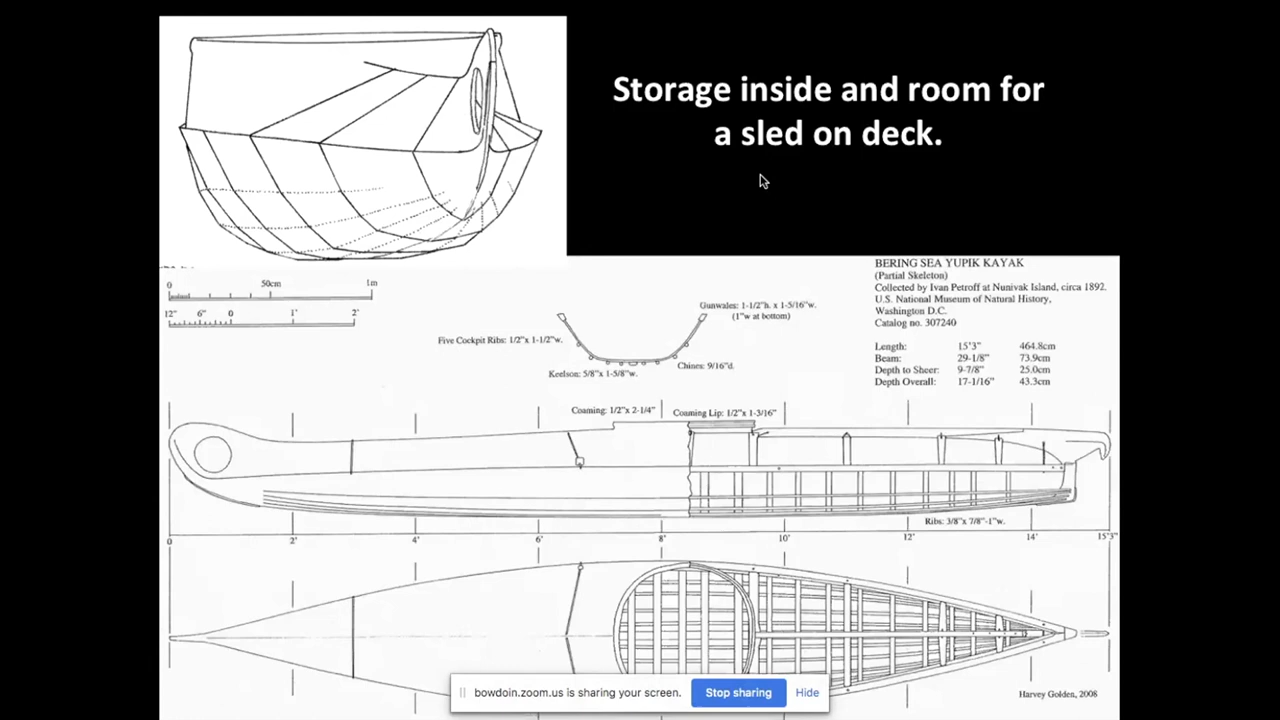 Storage inside and room for
a sled on deck.
BERING SEA YUPIK KAYAK
(Partial Skeleton)
Collected by Ivan Petroff at Nunivak Island, circa 1892.
U.S. National Museum of Natural History,
Washington D.C.
Catalog no. 307240
Length: 15'3" 464.8cm
Beam: 29-1/8" 73.9cm
Depth to Sheer: 9-7/8" 25.0cm
Depth Overall: 17-1/16" 43.3cm
0 50cm 1m
12" 6" 0 1' 2'
Gunwales: 1-1/2"h. x 1-5/16"w.
(1"w at bottom)
Five Cockpit Ribs: 1/2"x 1-1/2"w.
Chines: 9/16"d.
Keelson: 5/8"x 1-5/8"w.
Coaming: 1/2"x 2-1/4"
Coaming Lip: 1/2"x 1-3/16"
Ribs: 3/8"x 7/8"-1"w.
0 2' 4' 6' 8' 10' 12' 14' 15'3"
bowdoin.zoom.us is sharing your screen. Stop sharing Hide
Harvey Golden, 2008